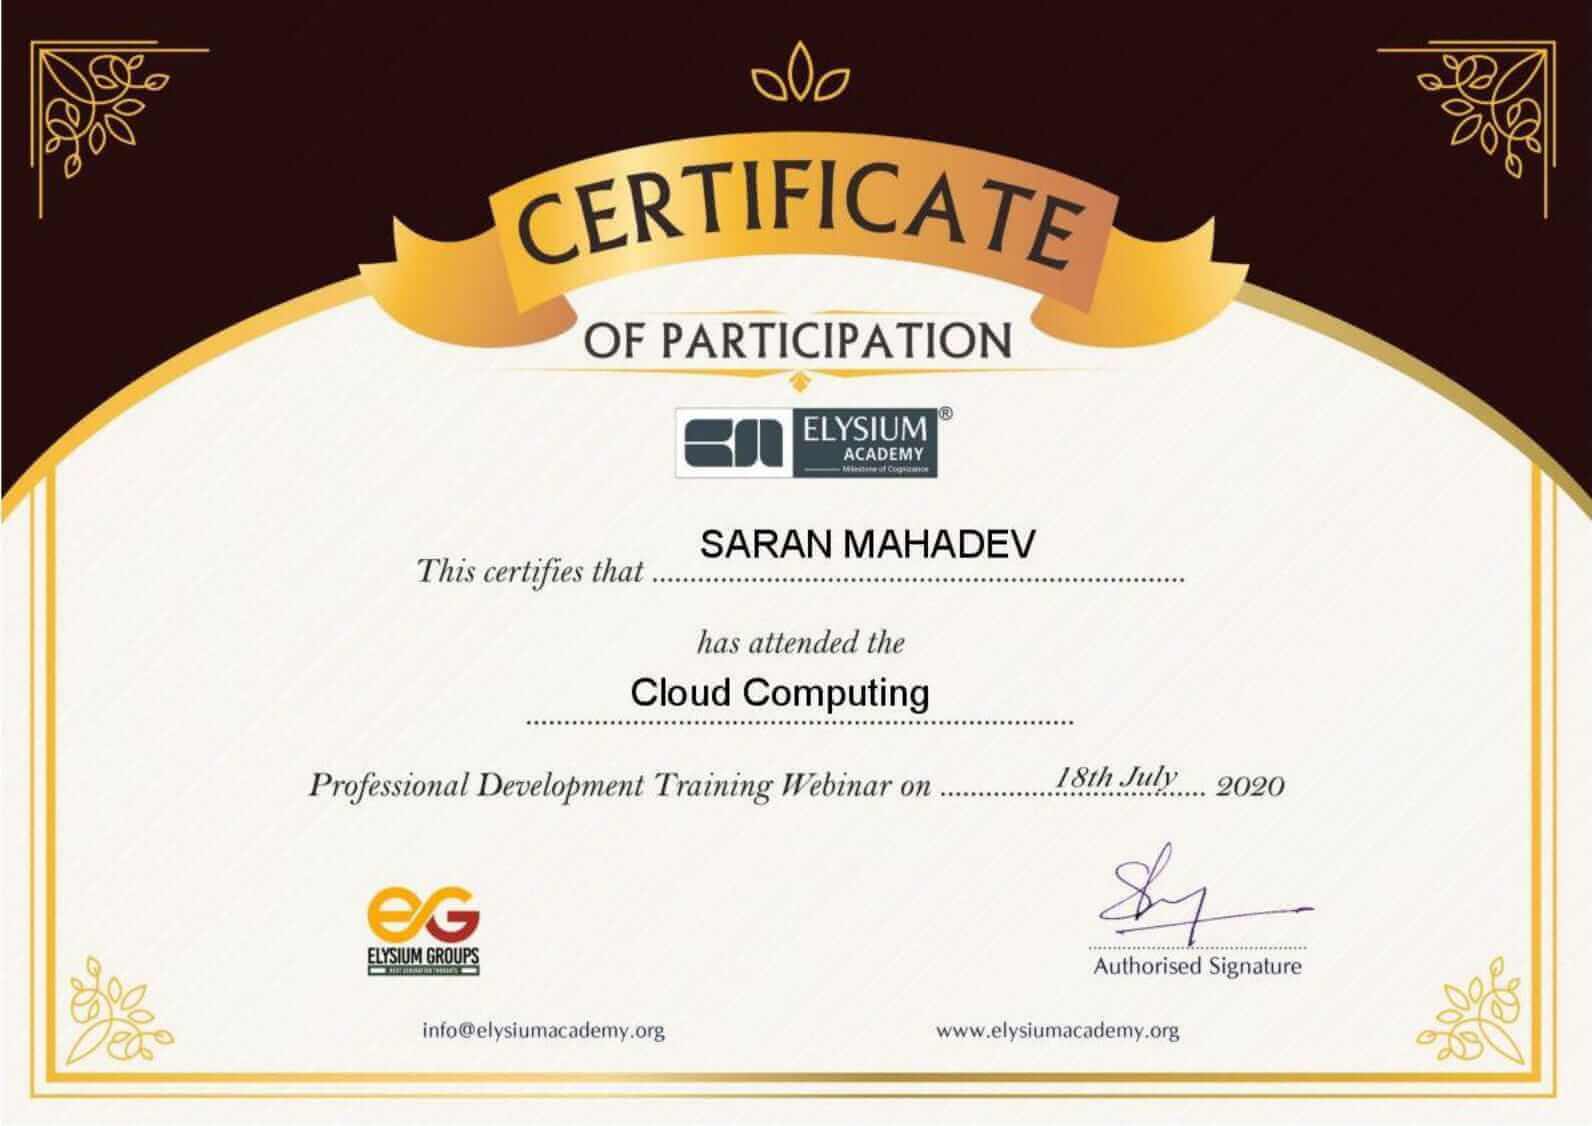 CERTIFICATE
OF PARTICIPATION
ELYSIUM ®
ACADEMY
Milestone of Cognizance
SARAN MAHADEV
This certifies that ........................................
has attended the
Cloud Computing
........................................
Professional Development Training Webinar on ........18th July.... 2020
EG
ELYSIUM GROUPS
NEXT GENERATION THOUGHTS
Authorised Signature
info@elysiumacademy.org
www.elysiumacademy.org